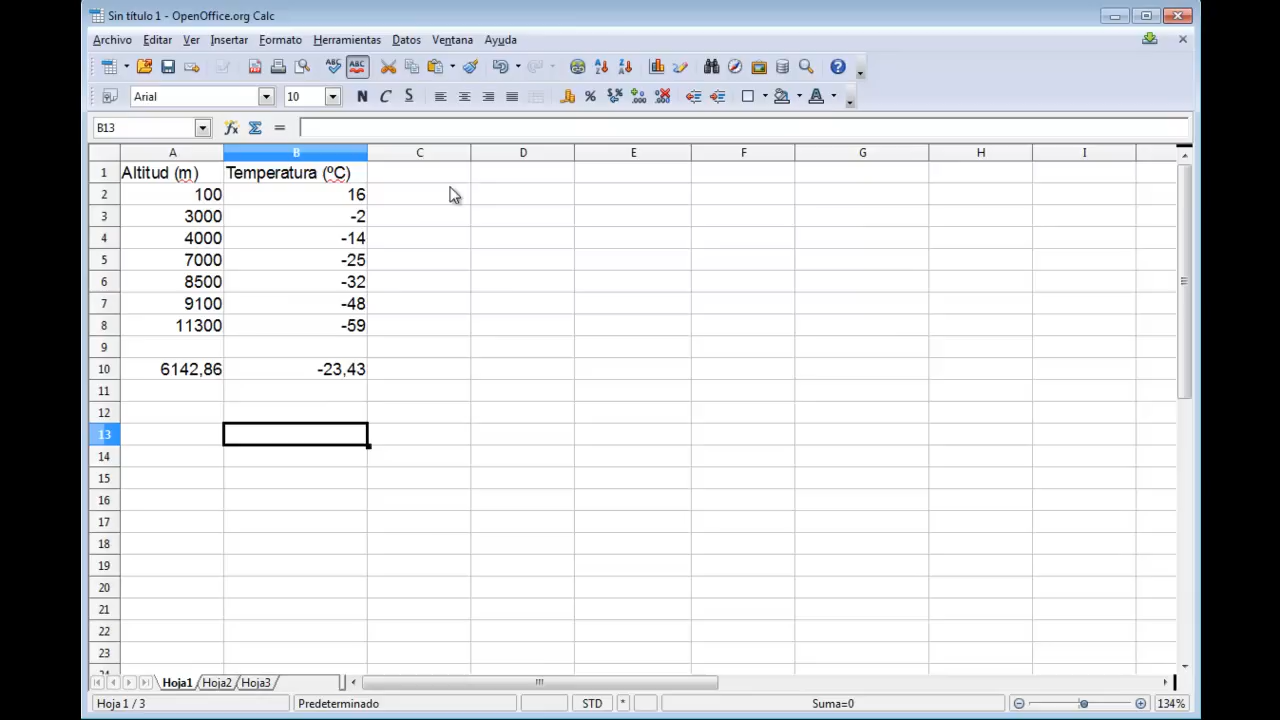 Sin título 1 - OpenOffice.org Calc
Archivo Editar Ver Insertar Formato Herramientas Datos Ventana Ayuda
Arial 10 N C S
B13
A B C D E F G H I
1 Altitud (m) Temperatura (ºC)
2 100 16
3 3000 -2
4 4000 -14
5 7000 -25
6 8500 -32
7 9100 -48
8 11300 -59
9
10 6142,86 -23,43
11
12
13
14
15
16
17
18
19
20
21
22
23
Hoja1 Hoja2 Hoja3
Hoja 1 / 3 Predeterminado STD * Suma=0 134%